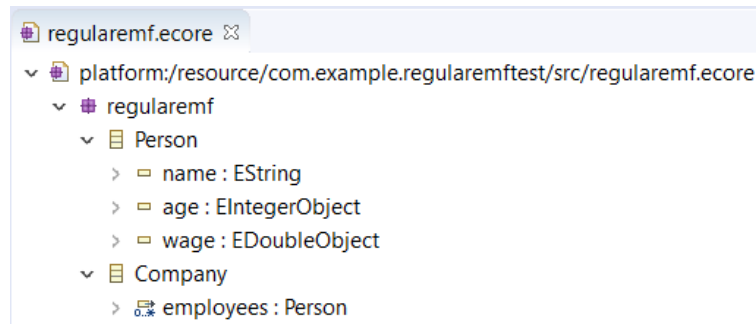 regularemf.ecore
platform:/resource/com.example.regularemftest/src/regularemf.ecore
regularemf
Person
name : EString
age : EIntegerObject
wage : EDoubleObject
Company
0..* employees : Person